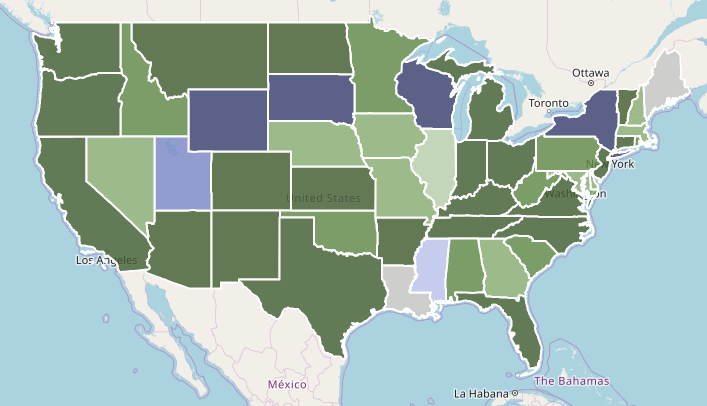 Ottawa
Toronto
New York
Washington
United States
Los Angeles
México
The Bahamas
La Habana